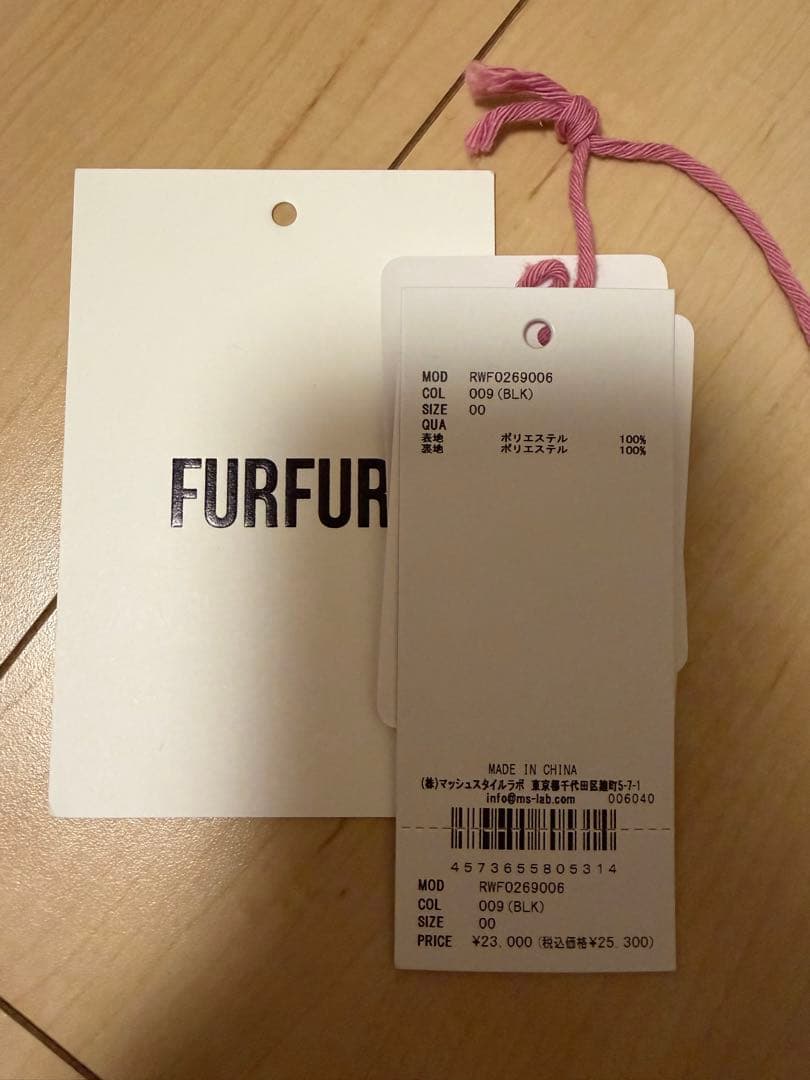 FURFUR
MOD RWF0269006
COL 009(BLK)
SIZE 00
QUA
表地 ポリエステル 100%
裏地 ポリエステル 100%
MADE IN CHINA
(株)マッシュスタイルラボ 東京都千代田区麹町5-7-1
info@ms-lab.com 006040
4573655805314
MOD RWF0269006
COL 009(BLK)
SIZE 00
PRICE ¥23,000(税込価格¥25,300)